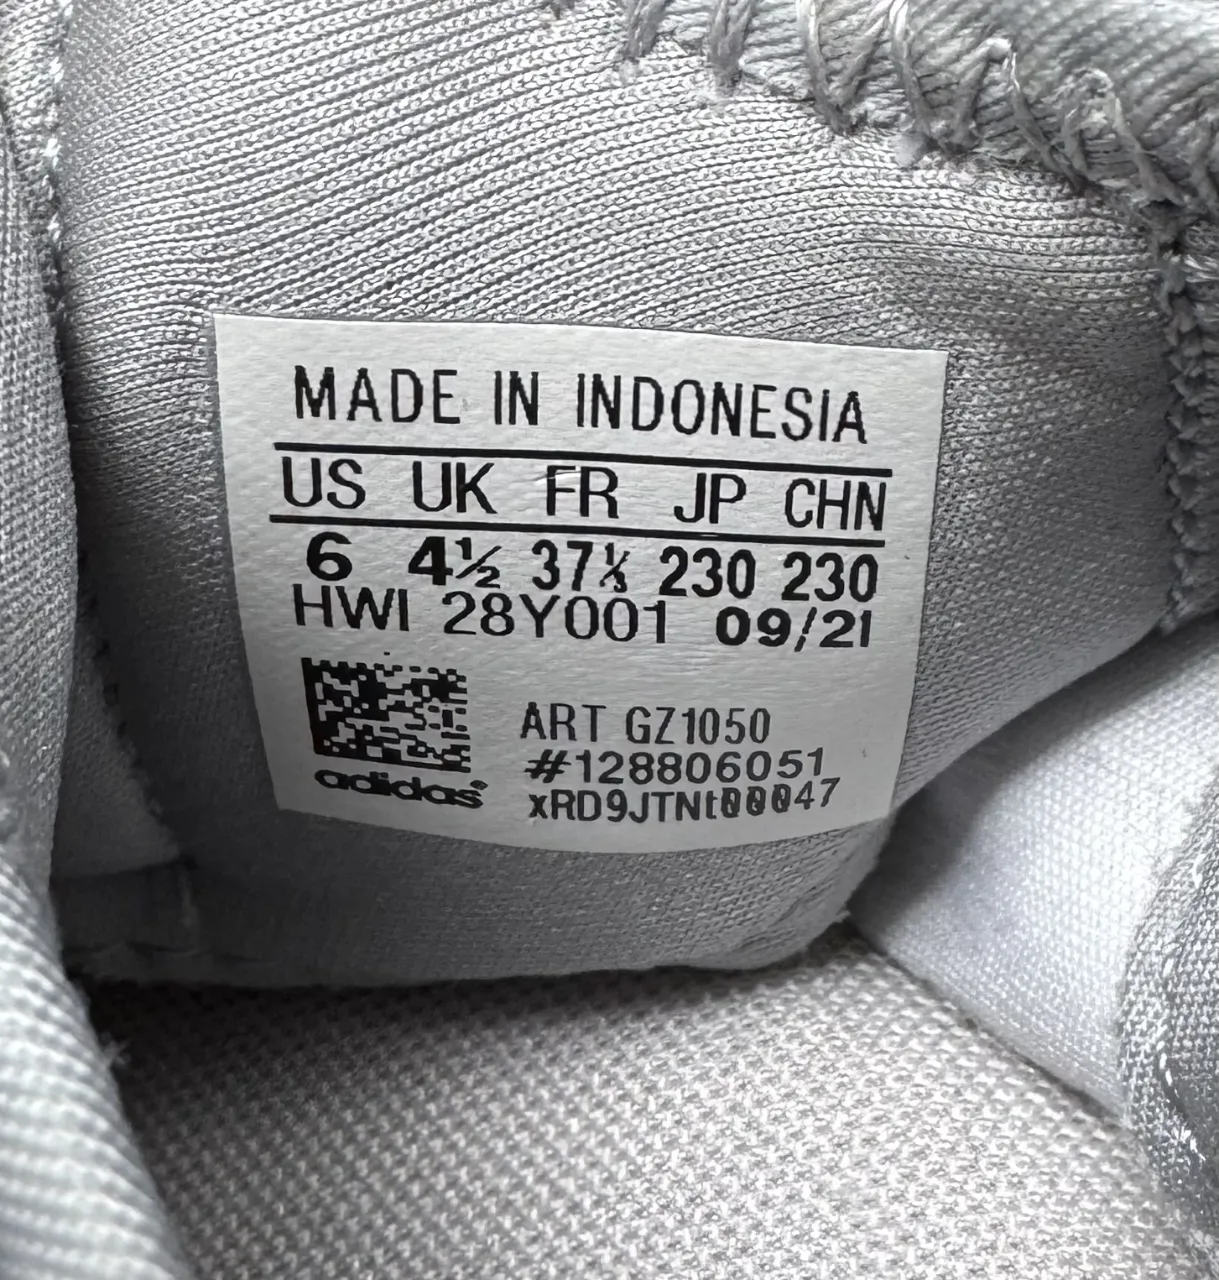 MADE IN INDONESIA
US UK FR JP CHN
6 4½ 37⅓ 230 230
HWI 28Y001 09/21
ART GZ1050
#128806051
xRD9JTNt00047
adidas®